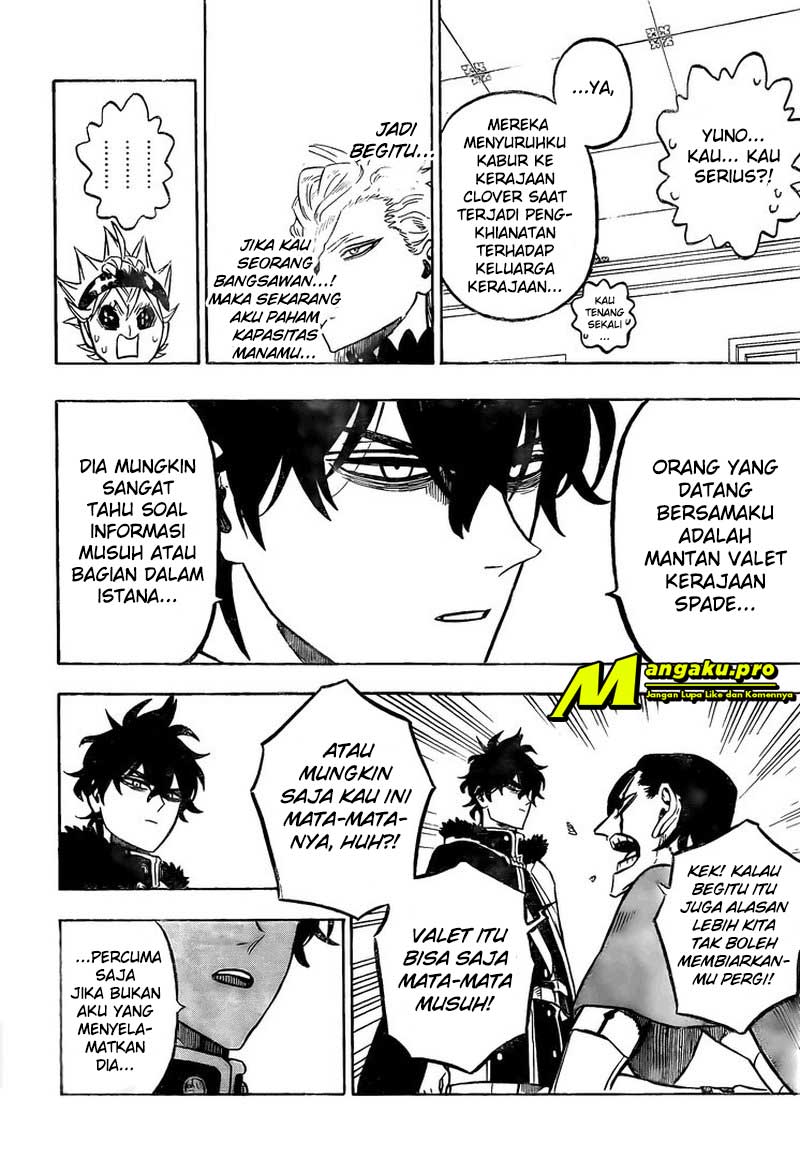 YUNO...
KAU... KAU
SERIUS?!
...YA,
MEREKA
MENYURUHKU
KABUR KE
KERAJAAN
CLOVER SAAT
TERJADI PENG-
KHIANATAN
TERHADAP
KELUARGA
KERAJAAN...
KAU
TENANG
SEKALI
...
JADI
BEGITU...
JIKA KAU
SEORANG
BANGSAWAN...!
MAKA SEKARANG
AKU PAHAM
KAPASITAS
MANAMU...
ORANG YANG
DATANG
BERSAMAKU
ADALAH
MANTAN VALET
KERAJAAN
SPADE...
DIA MUNGKIN
SANGAT
TAHU SOAL
INFORMASI
MUSUH ATAU
BAGIAN DALAM
ISTANA...
Mangaku.pro
Jangan Lupa Like dan Komennya
KEK! KALAU
BEGITU ITU
JUGA ALASAN
LEBIH KITA
TAK BOLEH
MEMBIARKAN-
MU PERGI!
VALET ITU
BISA SAJA
MATA-MATA
MUSUH!
ATAU
MUNGKIN
SAJA KAU INI
MATA-MATA-
NYA, HUH?!
...PERCUMA
SAJA
JIKA BUKAN
AKU YANG
MENYELA-
MATKAN
DIA...